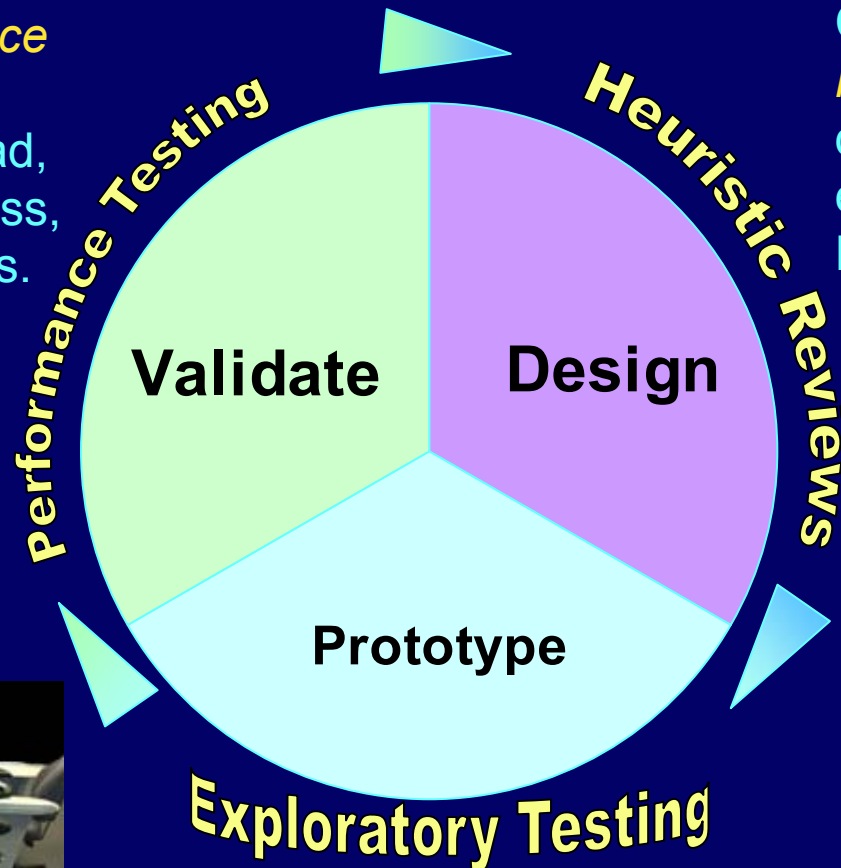 Performance Testing
Heuristic Reviews
Validate
Design
Prototype
Exploratory Testing